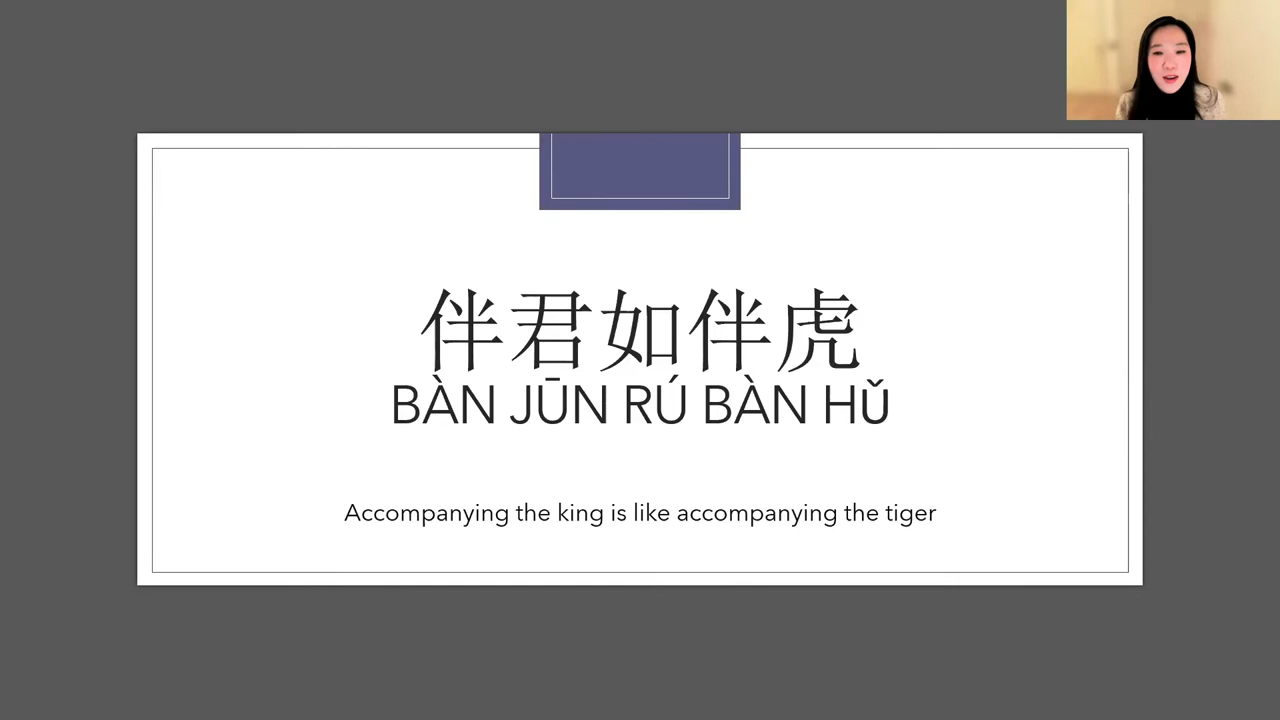 伴君如伴虎
BÀN JŪN RÚ BÀN HǓ
Accompanying the king is like accompanying the tiger